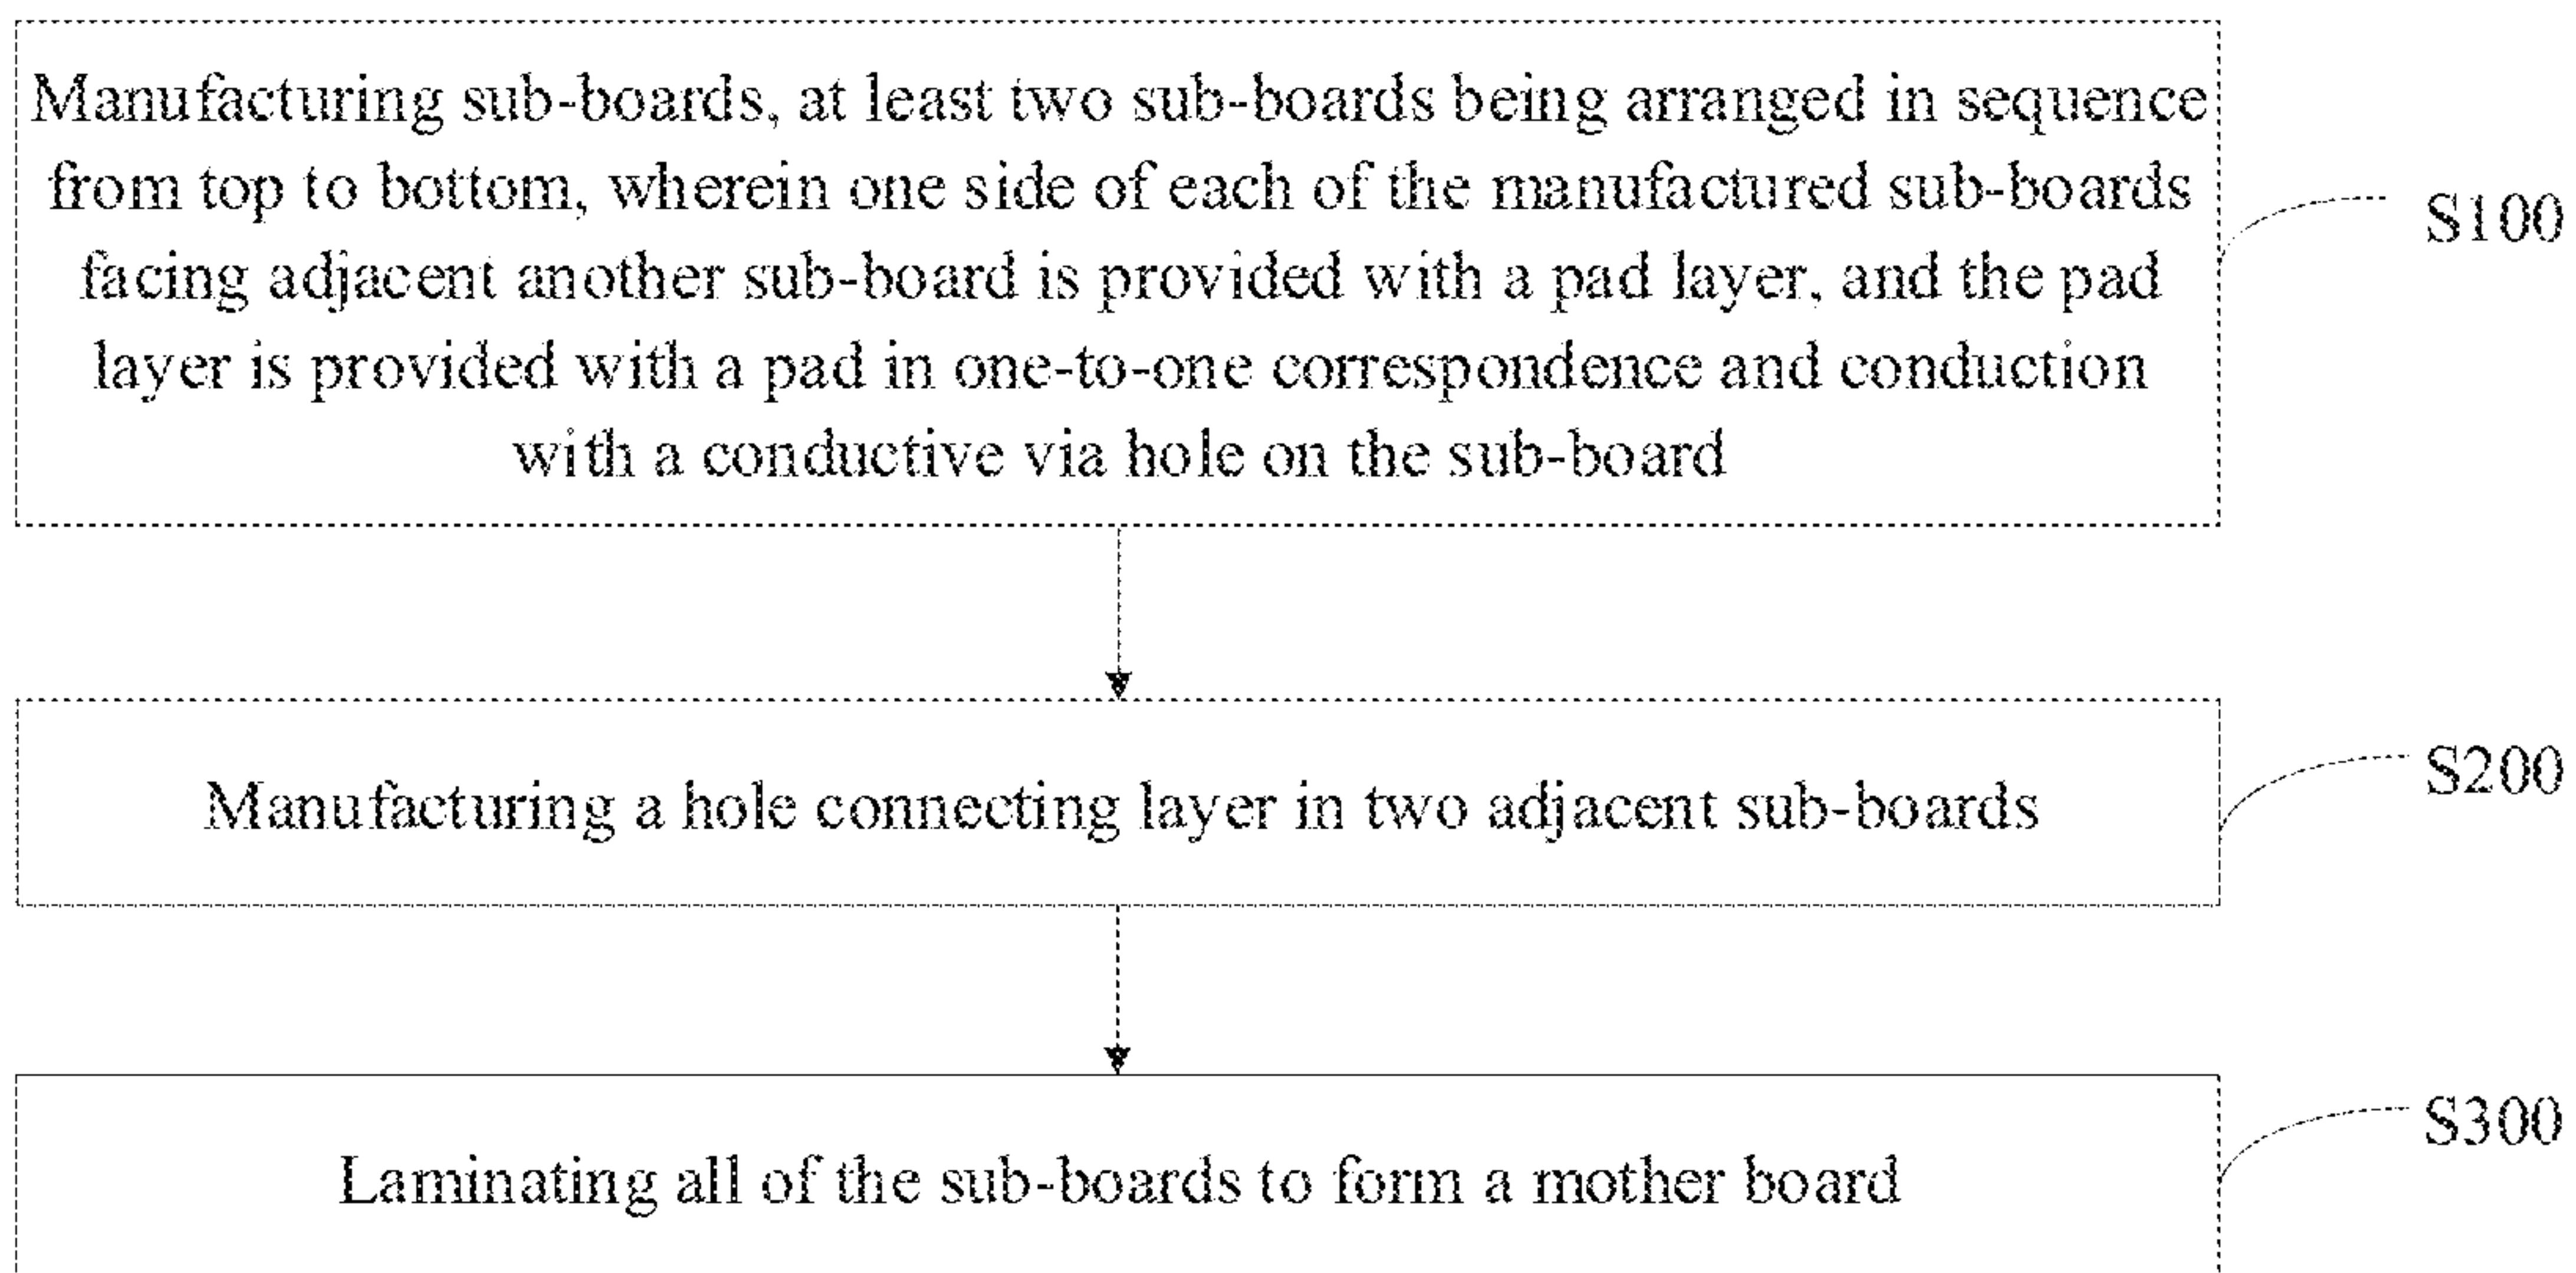 Manufacturing sub-boards, at least two sub-boards being arranged in sequence
from top to bottom, wherein one side of each of the manufactured sub-boards
facing adjacent another sub-board is provided with a pad layer, and the pad
layer is provided with a pad in one-to-one correspondence and conduction
with a conductive via hole on the sub-board
S100
Manufacturing a hole connecting layer in two adjacent sub-boards
S200
Laminating all of the sub-boards to form a mother board
S300